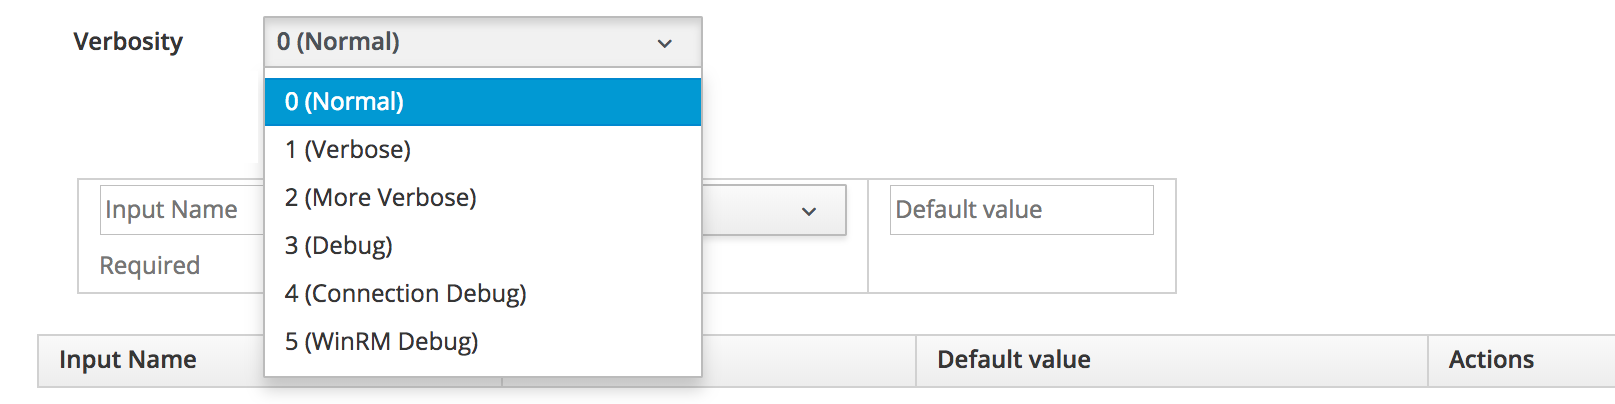 Verbosity 0 (Normal)
0 (Normal)
1 (Verbose)
2 (More Verbose)
3 (Debug)
4 (Connection Debug)
5 (WinRM Debug)
Input Name Default value
Required
Input Name Default value Actions